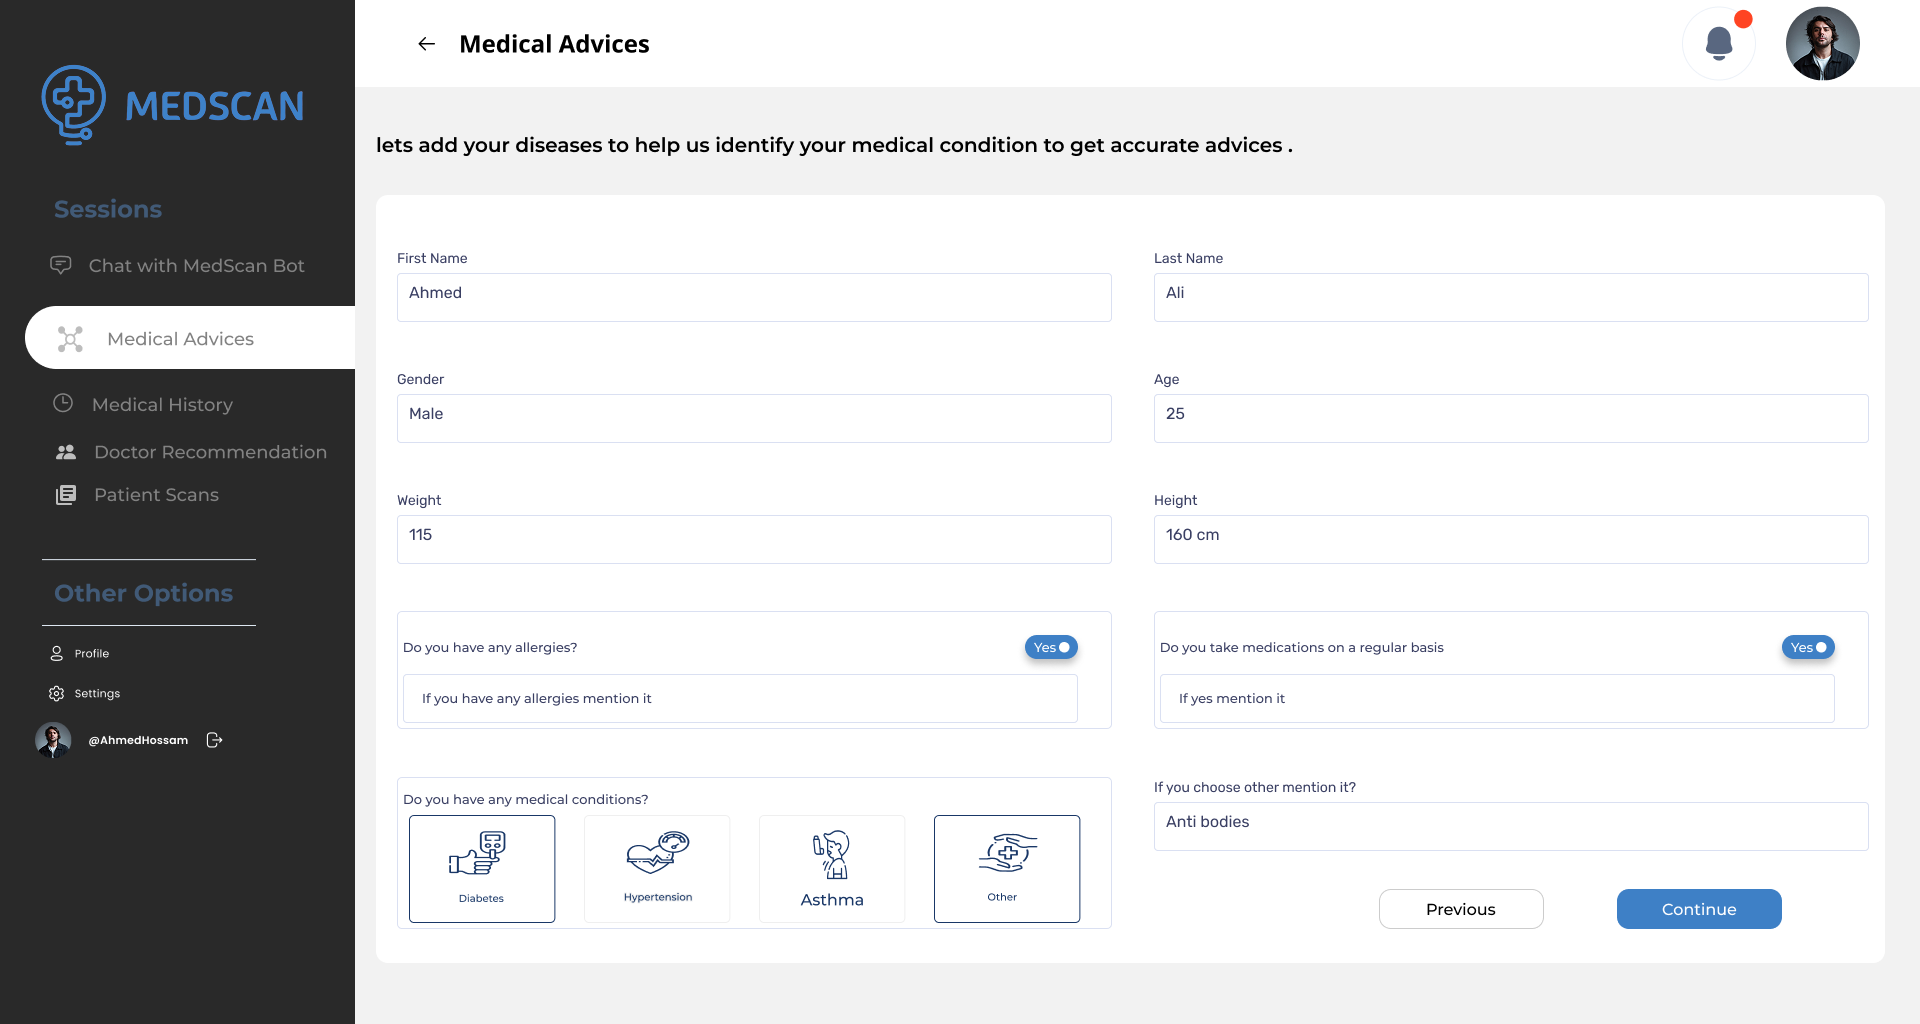 MEDSCAN
Sessions
Chat with MedScan Bot
Medical Advices
Medical History
Doctor Recommendation
Patient Scans
Other Options
Profile
Settings
@AhmedHossam
Medical Advices
lets add your diseases to help us identify your medical condition to get accurate advices .
First Name
Ahmed
Last Name
Ali
Gender
Male
Age
25
Weight
115
Height
160 cm
Do you have any allergies?
Yes
If you have any allergies mention it
Do you take medications on a regular basis
Yes
If yes mention it
Do you have any medical conditions?
Diabetes
Hypertension
Asthma
Other
If you choose other mention it?
Anti bodies
Previous
Continue